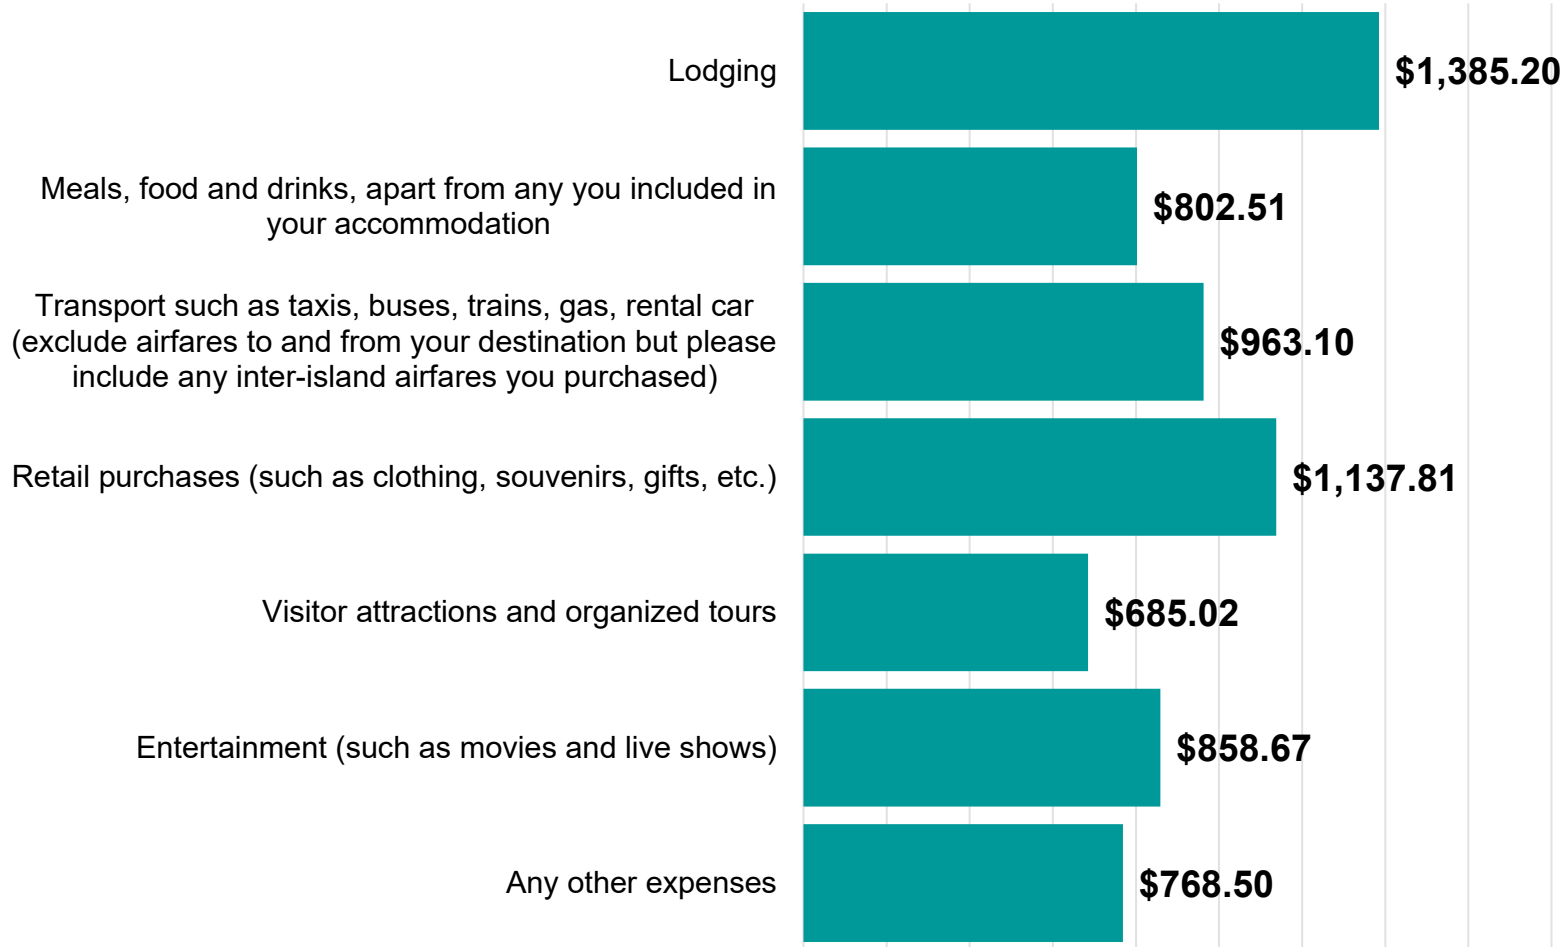 Lodging
$1,385.20
Meals, food and drinks, apart from any you included in
your accommodation
$802.51
Transport such as taxis, buses, trains, gas, rental car
(exclude airfares to and from your destination but please
include any inter-island airfares you purchased)
$963.10
Retail purchases (such as clothing, souvenirs, gifts, etc.)
$1,137.81
Visitor attractions and organized tours
$685.02
Entertainment (such as movies and live shows)
$858.67
Any other expenses
$768.50